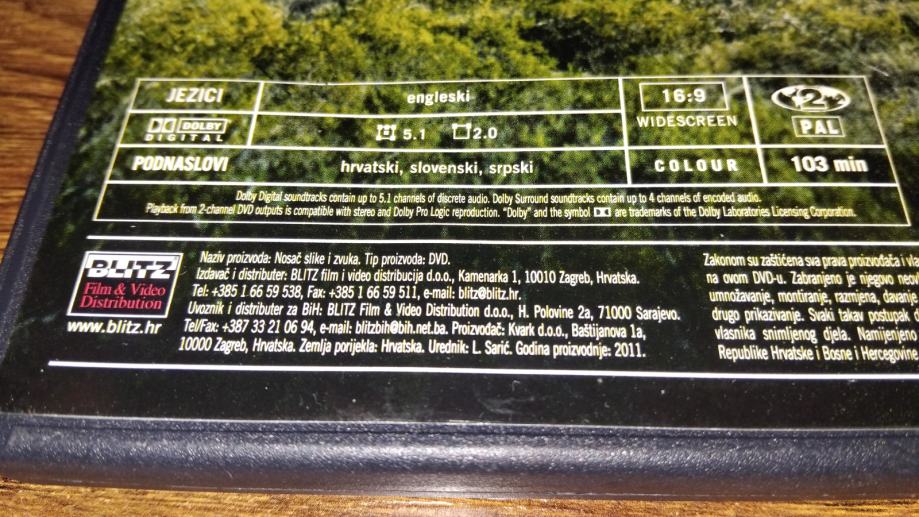 JEZICI
engleski
16:9
WIDESCREEN
2
PAL
DOLBY
DIGITAL
5.1 2.0
PODNASLOVI
hrvatski, slovenski, srpski
COLOUR
103 min
Dolby Digital soundtracks contain up to 5.1 channels of discrete audio. Dolby Surround soundtracks contain up to 4 channels of encoded audio.
Playback from 2-channel DVD outputs is compatible with stereo and Dolby Pro Logic reproduction. "Dolby" and the symbol are trademarks of the Dolby Laboratories Licensing Corporation.
BLITZ
Film & Video
Distribution
www.blitz.hr
Naziv proizvoda: Nosač slike i zvuka. Tip proizvoda: DVD.
Izdavač i distributer: BLITZ film i video distribucija d.o.o., Kamenarka 1, 10010 Zagreb, Hrvatska.
Tel: +385 1 66 59 538, Fax: +385 1 66 59 511, e-mail: blitz@blitz.hr.
Uvoznik i distributer za BiH: BLITZ Film & Video Distribution d.o.o., H. Polovine 2a, 71000 Sarajevo.
Tel/Fax: +387 33 21 06 94, e-mail: blitzbih@bih.net.ba. Proizvođač: Kvark d.o.o., Baštijanova 1a,
10000 Zagreb, Hrvatska. Zemlja porijekla: Hrvatska. Urednik: L. Sarić. Godina proizvodnje: 2011.
Zakonom su zaštićena sva prava proizvođača i vla
na ovom DVD-u. Zabranjeno je njegovo neod
umnožavanje, montiranje, razmjena, davanje
drugo prikazivanje. Svaki takav postupak d
vlasnika snimljenog djela. Namijenjeno
Republike Hrvatske i Bosne i Hercegovine